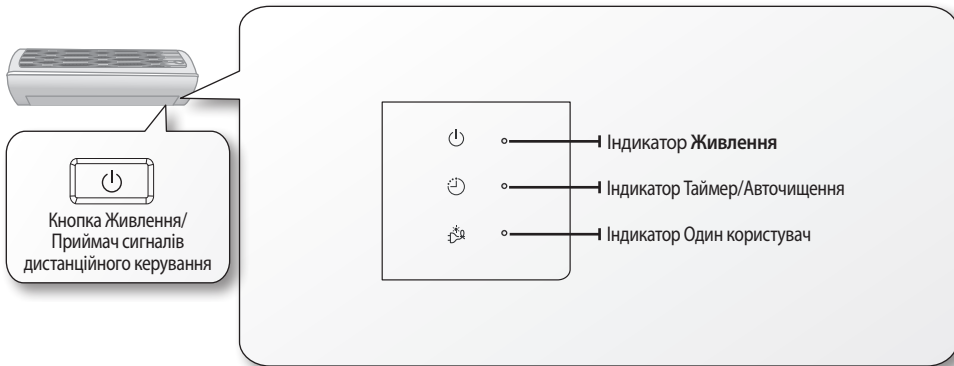 Індикатор Живлення
Індикатор Таймер/Авточищення
Індикатор Один користувач
Кнопка Живлення/
Приймач сигналів
дистанційного керування